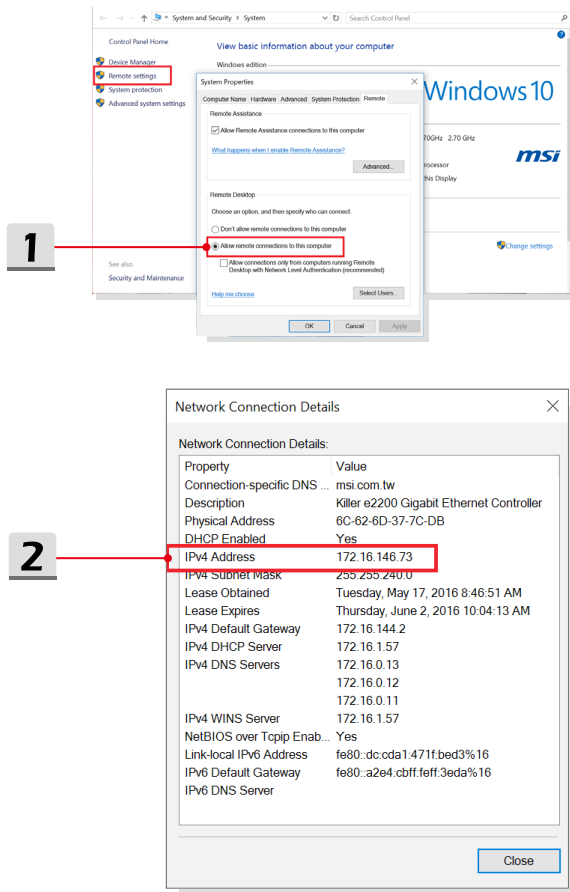 System and Security > System
Search Control Panel
Control Panel Home
Device Manager
Remote settings
System protection
Advanced system settings
See also
Security and Maintenance
View basic information about your computer
Windows edition
Windows 10
70GHz 2.70 GHz
msi
rocessor
this Display
Change settings
System Properties
Computer Name Hardware Advanced System Protection Remote
Remote Assistance
Allow Remote Assistance connections to this computer
What happens when I enable Remote Assistance?
Advanced...
Remote Desktop
Choose an option, and then specify who can connect.
Don't allow remote connections to this computer
Allow remote connections to this computer
Allow connections only from computers running Remote
Desktop with Network Level Authentication (recommended)
Help me choose
Select Users...
OK Cancel Apply
1
Network Connection Details
Network Connection Details:
Property Value
Connection-specific DNS ... msi.com.tw
Description Killer e2200 Gigabit Ethernet Controller
Physical Address 6C-62-6D-37-7C-DB
DHCP Enabled Yes
2
IPv4 Address 172.16.146.73
IPv4 Subnet Mask 255.255.240.0
Lease Obtained Tuesday, May 17, 2016 8:46:51 AM
Lease Expires Thursday, June 2, 2016 10:04:13 AM
IPv4 Default Gateway 172.16.144.2
IPv4 DHCP Server 172.16.1.57
IPv4 DNS Servers 172.16.0.13
172.16.0.12
172.16.0.11
IPv4 WINS Server 172.16.1.57
NetBIOS over Tcpip Enab... Yes
Link-local IPv6 Address fe80::dc:cda1:471f:bed3%16
IPv6 Default Gateway fe80::a2e4:cbff:feff:3eda%16
IPv6 DNS Server
Close